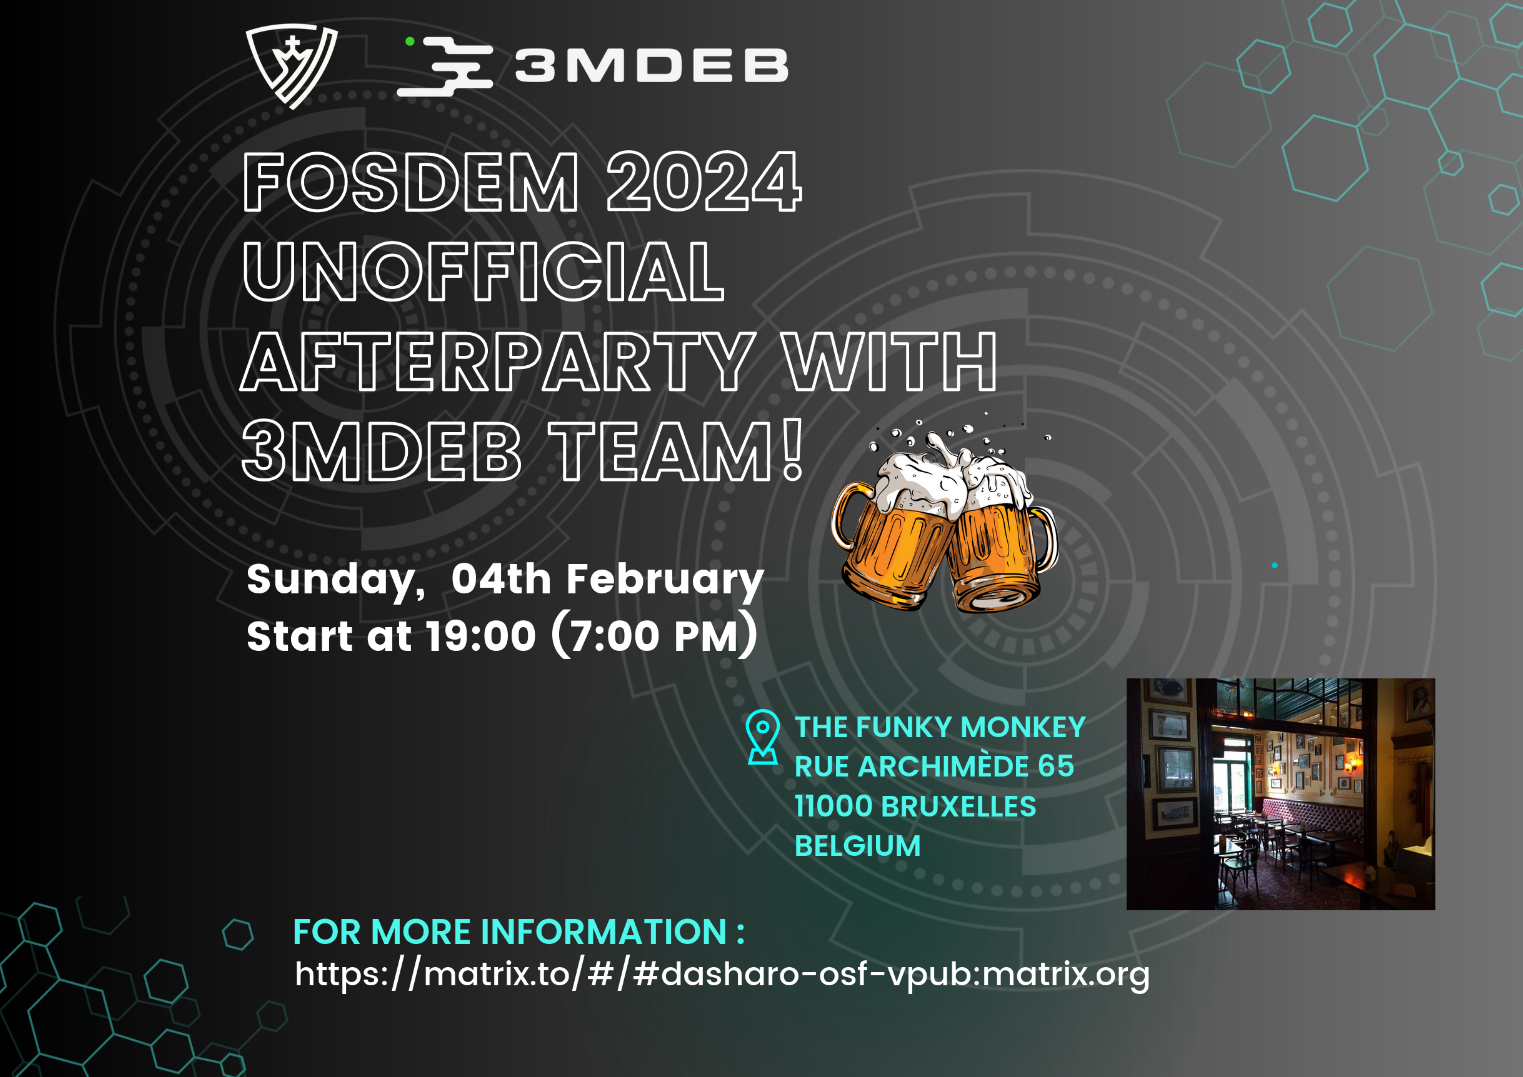 3MDEB
FOSDEM 2024
UNOFFICIAL
AFTERPARTY WITH
3MDEB TEAM!
Sunday, 04th February
Start at 19:00 (7:00 PM)
THE FUNKY MONKEY
RUE ARCHIMÈDE 65
11000 BRUXELLES
BELGIUM
FOR MORE INFORMATION :
https://matrix.to/#/#dasharo-osf-vpub:matrix.org